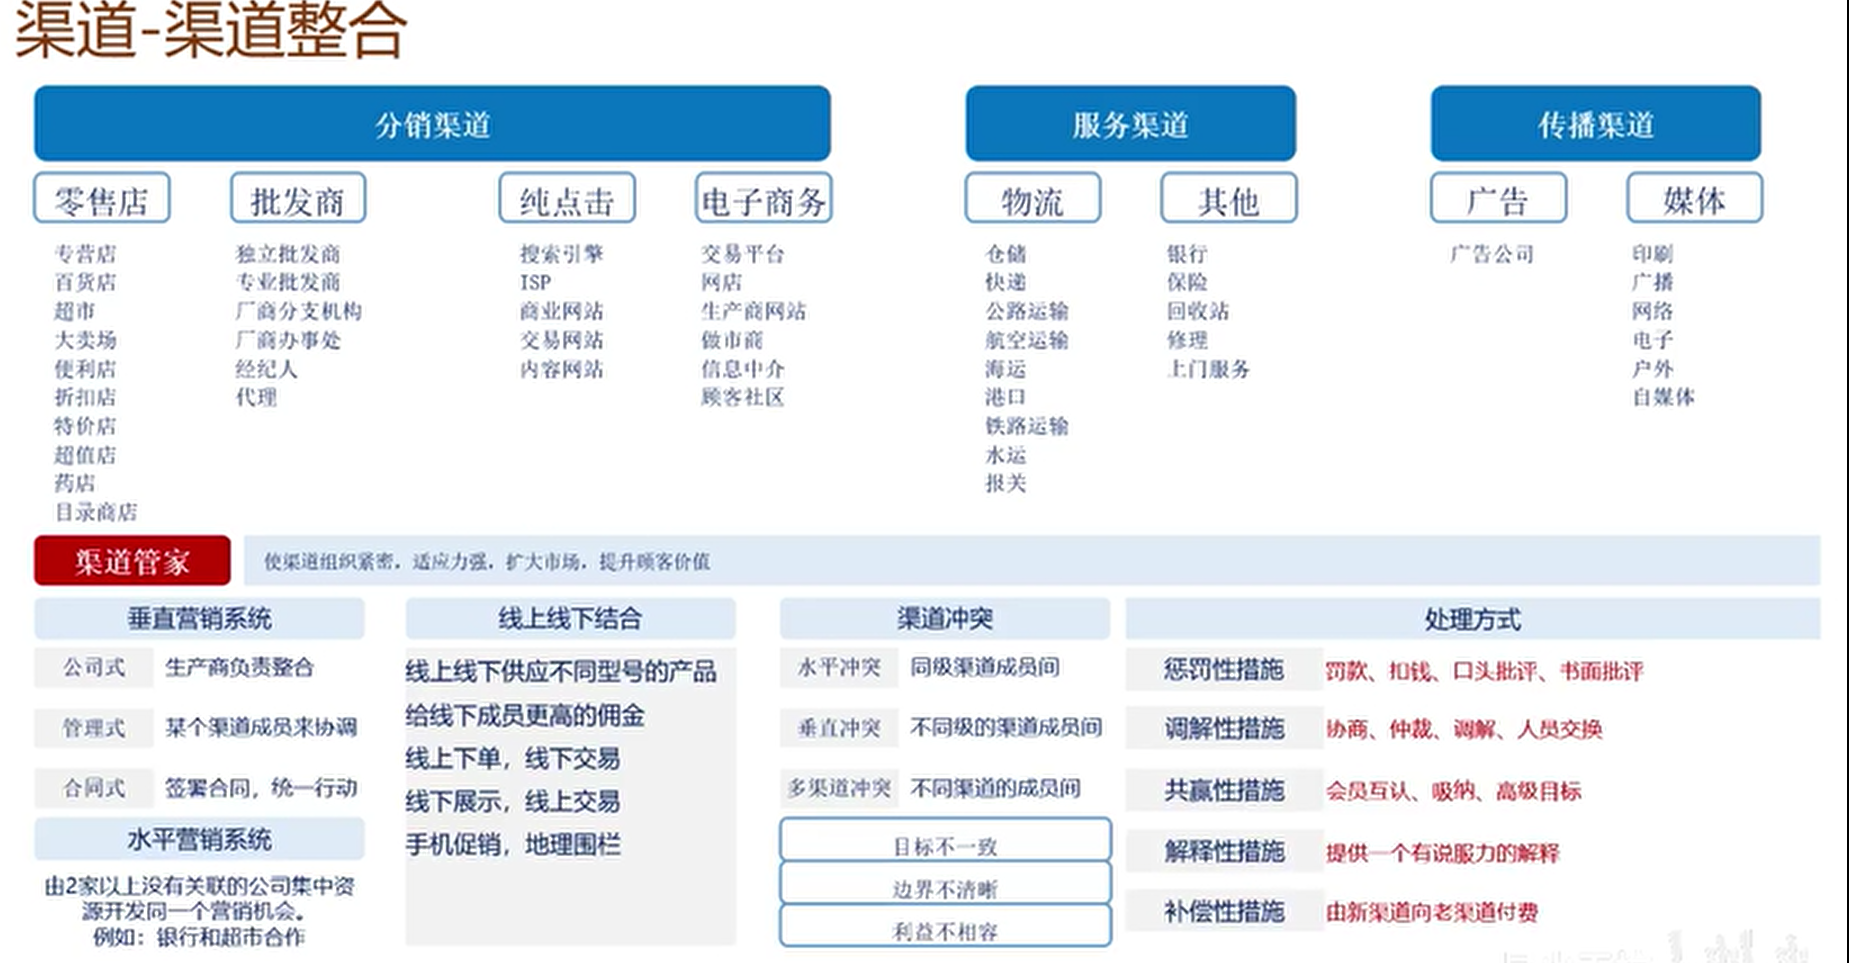 渠道-渠道整合
分销渠道
服务渠道
传播渠道
零售店
批发商
纯点击
电子商务
物流
其他
广告
媒体
专营店
百货店
超市
大卖场
便利店
折扣店
特价店
超值店
药店
目录商店
独立批发商
专业批发商
厂商分支机构
厂商办事处
经纪人
代理
搜索引擎
ISP
商业网站
交易网站
内容网站
交易平台
网店
生产商网站
做市商
信息中介
顾客社区
仓储
快递
公路运输
航空运输
海运
港口
铁路运输
水运
报关
银行
保险
回收站
修理
上门服务
广告公司
印刷
广播
网络
电子
户外
自媒体
渠道管家
使渠道组织紧密，适应力强，扩大市场，提升顾客价值
垂直营销系统
公司式 生产商负责整合
管理式 某个渠道成员来协调
合同式 签署合同，统一行动
水平营销系统
由2家以上没有关联的公司集中资
源开发同一个营销机会。
例如：银行和超市合作
线上线下结合
线上线下供应不同型号的产品
给线下成员更高的佣金
线上下单，线下交易
线下展示，线上交易
手机促销，地理围栏
渠道冲突
水平冲突 同级渠道成员间
垂直冲突 不同级的渠道成员间
多渠道冲突 不同渠道的成员间
目标不一致
边界不清晰
利益不相容
处理方式
惩罚性措施 罚款、扣钱、口头批评、书面批评
调解性措施 协商、仲裁、调解、人员交换
共赢性措施 会员互认、吸纳、高级目标
解释性措施 提供一个有说服力的解释
补偿性措施 由新渠道向老渠道付费